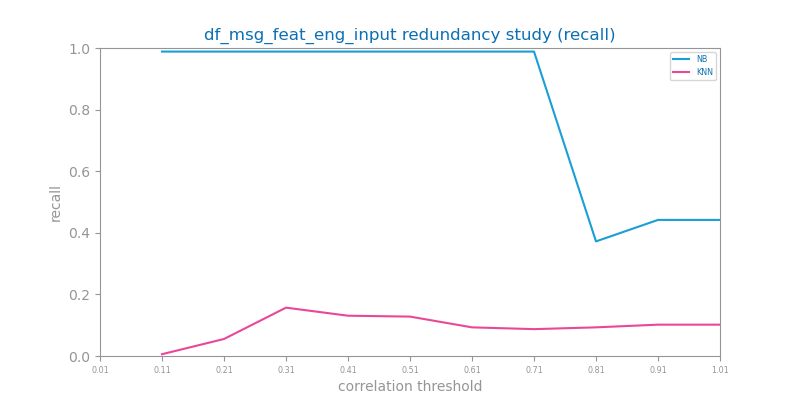 df_msg_feat_eng_input redundancy study (recall)
1.0
0.8
0.6
0.4
0.2
0.0
recall
NB
KNN
0.01 0.11 0.21 0.31 0.41 0.51 0.61 0.71 0.81 0.91 1.01
correlation threshold